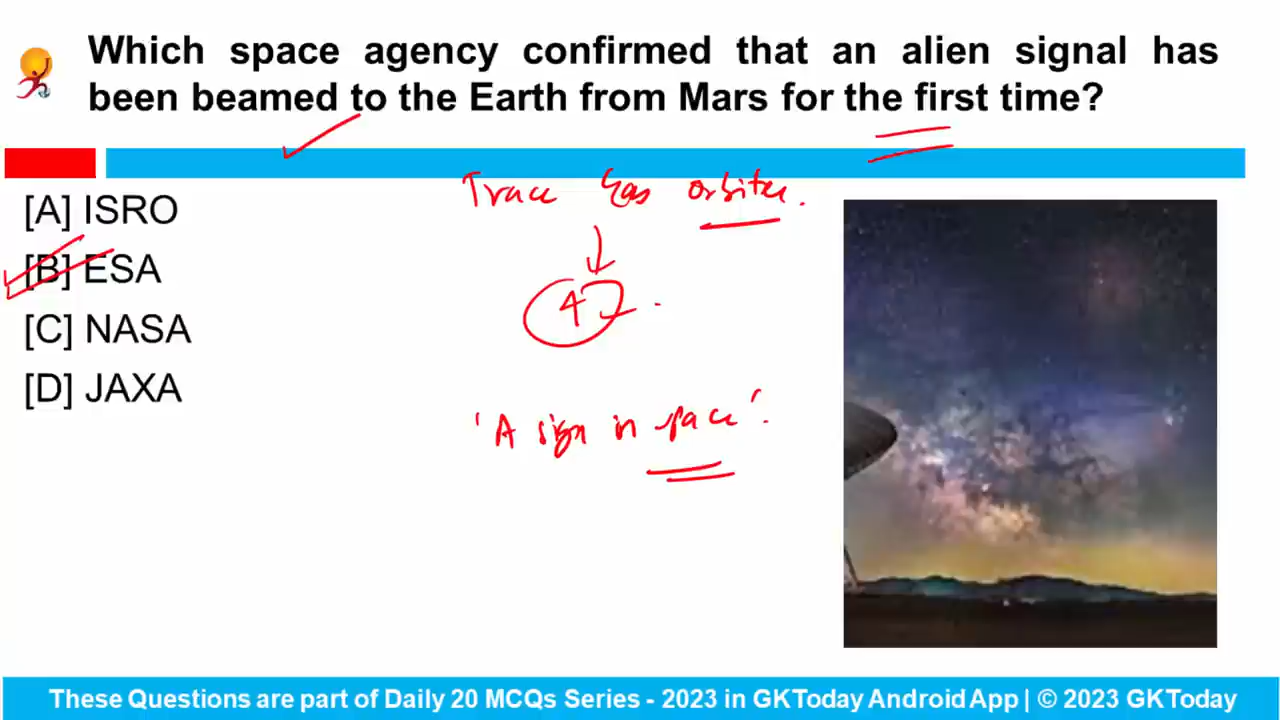 Which space agency confirmed that an alien signal has
been beamed to the Earth from Mars for the first time?
Trace Gas orbiter.
[A] ISRO
[B] ESA
4
[C] NASA
[D] JAXA
'A sign in space'.
These Questions are part of Daily 20 MCQs Series - 2023 in GKToday Android App | © 2023 GKToday